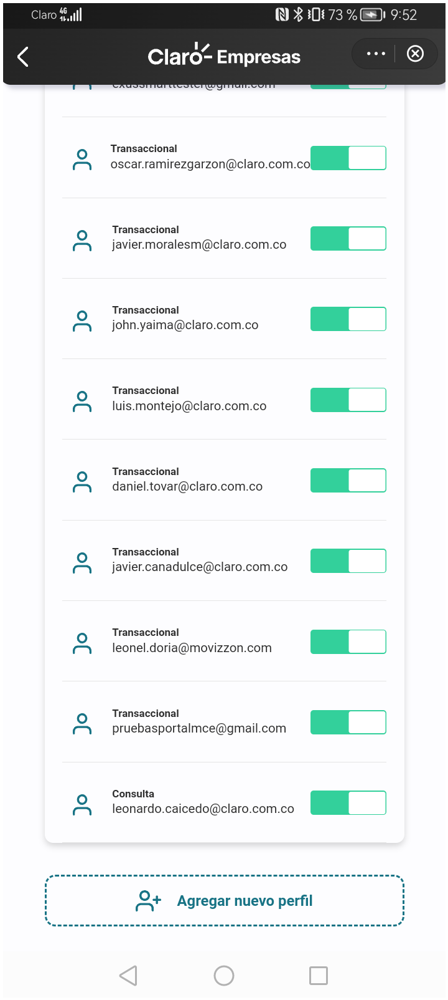 Claro 4G 73 % 9:52
Claro- Empresas
exussmarttester@gmail.com
Transaccional
oscar.ramirezgarzon@claro.com.co
Transaccional
javier.moralesm@claro.com.co
Transaccional
john.yaima@claro.com.co
Transaccional
luis.montejo@claro.com.co
Transaccional
daniel.tovar@claro.com.co
Transaccional
javier.canadulce@claro.com.co
Transaccional
leonel.doria@movizzon.com
Transaccional
pruebasportalmce@gmail.com
Consulta
leonardo.caicedo@claro.com.co
Agregar nuevo perfil